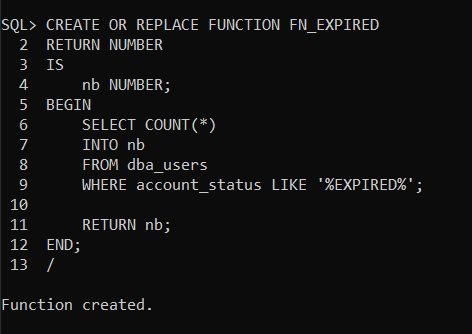 SQL> CREATE OR REPLACE FUNCTION FN_EXPIRED
  2  RETURN NUMBER
  3  IS
  4      nb NUMBER;
  5  BEGIN
  6      SELECT COUNT(*)
  7      INTO nb
  8      FROM dba_users
  9      WHERE account_status LIKE '%EXPIRED%';
 10
 11      RETURN nb;
 12  END;
 13  /
Function created.